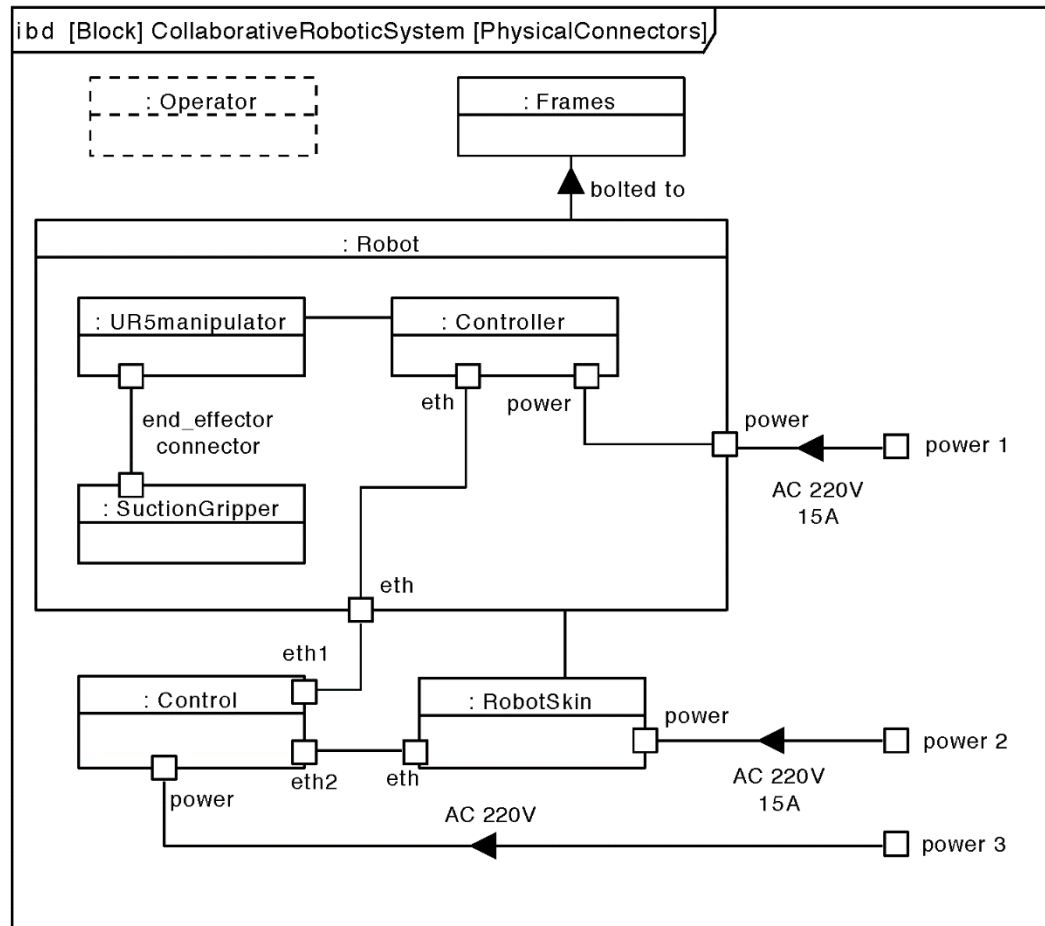 ibd [Block] CollaborativeRoboticSystem [PhysicalConnectors]
: Operator
: Frames
bolted to
: Robot
: UR5manipulator
: Controller
eth
power
end_effector
connector
power
power 1
AC 220V
15A
: SuctionGripper
eth
eth1
: Control
: RobotSkin
power
power 2
eth2
eth
AC 220V
15A
power
AC 220V
power 3